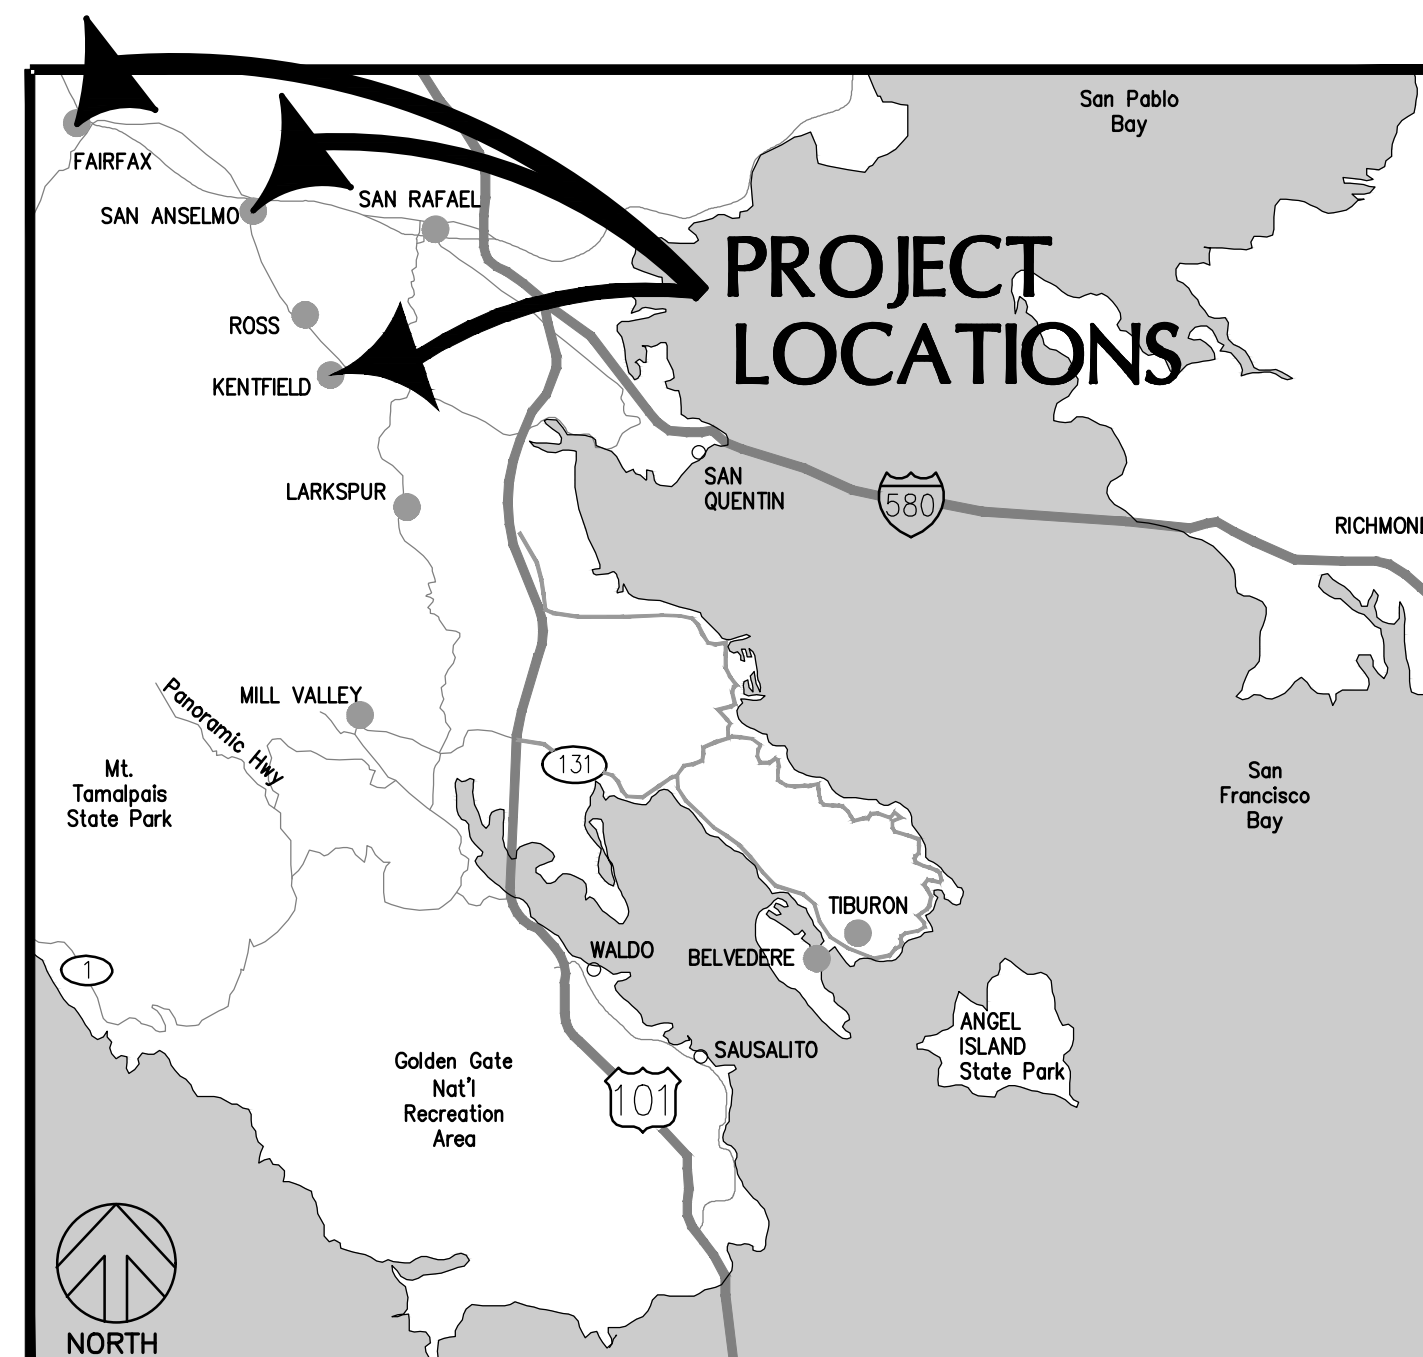 San Pablo
Bay
FAIRFAX
SAN RAFAEL
SAN ANSELMO
PROJECT
LOCATIONS
ROSS
KENTFIELD
SAN
QUENTIN
LARKSPUR
580
RICHMOND
MILL VALLEY
Panoramic Hwy
131
Mt.
Tamalpais
State Park
San
Francisco
Bay
TIBURON
WALDO
BELVEDERE
1
ANGEL
ISLAND
State Park
SAUSALITO
Golden Gate
Nat'l
Recreation
Area
101
NORTH